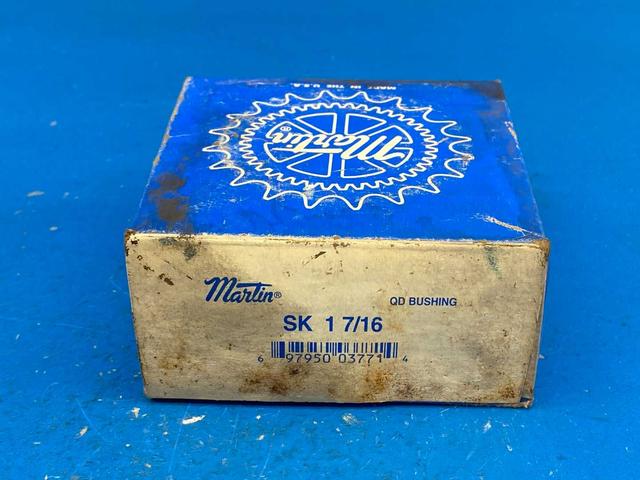 MADE IN THE U.S.A.
Martin®
Martin®
QD BUSHING
SK 1 7/16
6 97950 03771 4